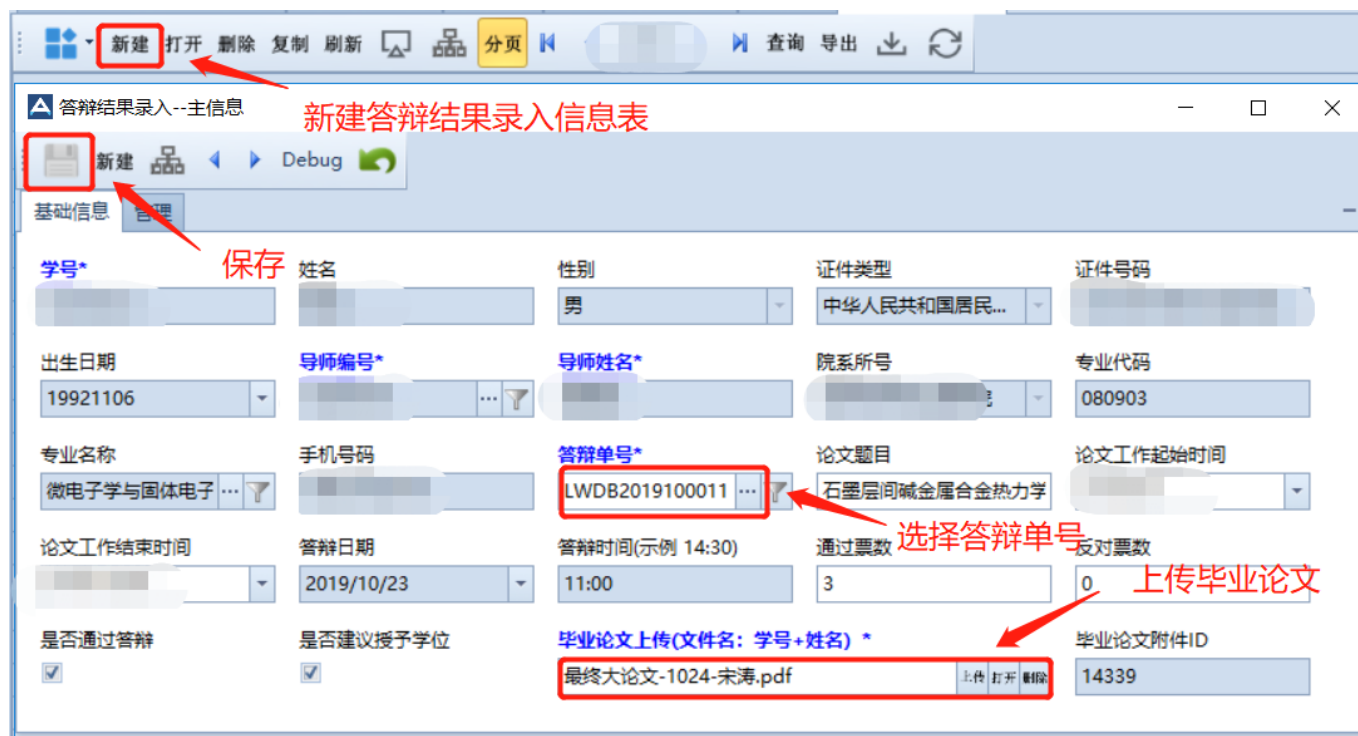 新建 打开 删除 复制 刷新 分页 查询 导出
答辩结果录入--主信息
新建答辩结果录入信息表
新建 Debug
基础信息 管理
保存
学号* 姓名 性别 证件类型 证件号码
男 中华人民共和国居民...
出生日期 导师编号* 导师姓名* 院系所号 专业代码
19921106 ... 080903
专业名称 手机号码 答辩单号* 论文题目 论文工作起始时间
微电子学与固体电子 ... LWDB2019100011 ... 石墨层间碱金属合金热力学
选择答辩单号
论文工作结束时间 答辩日期 答辩时间(示例 14:30) 通过票数 反对票数
2019/10/23 11:00 3 0
上传毕业论文
是否通过答辩 是否建议授予学位 毕业论文上传(文件名：学号+姓名) * 毕业论文附件ID
最终大论文-1024-宋涛.pdf 上传 打开 删除 14339